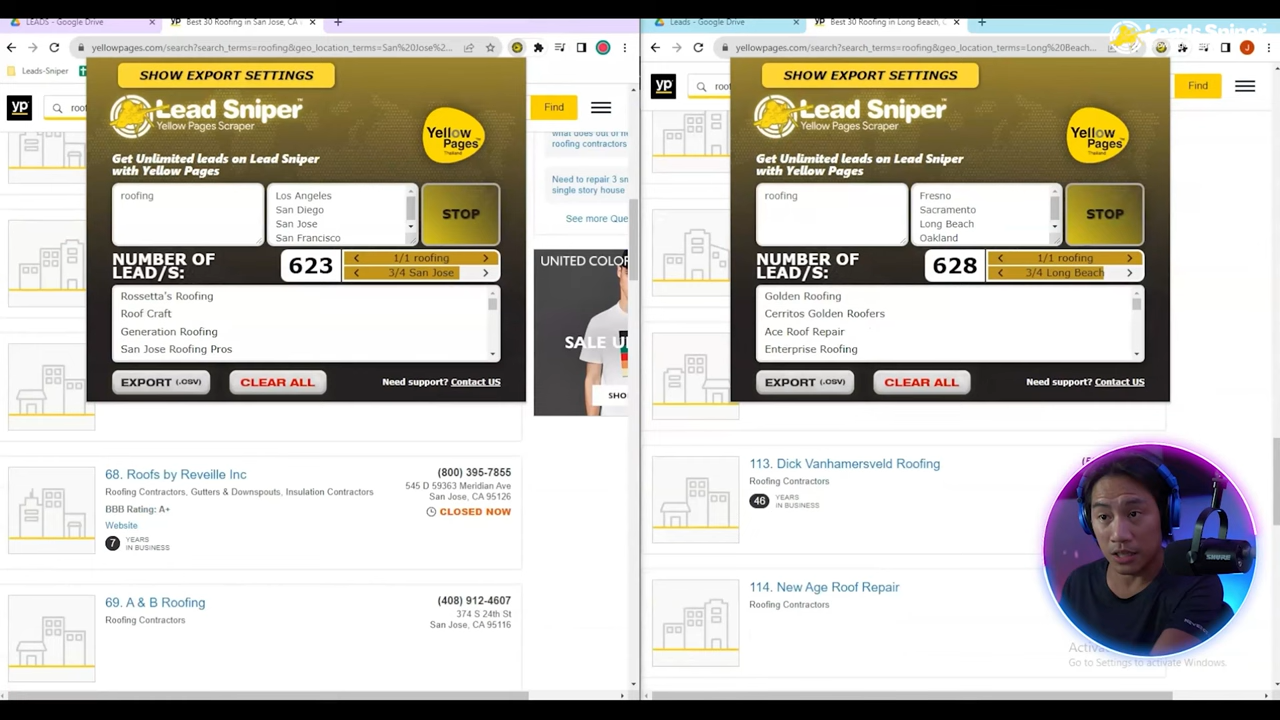 LEADS - Google Drive
Best 30 Roofing in San Jose, CA
yellowpages.com/search?search_terms=roofing&geo_location_terms=San%20Jose%2...
Leads-Sniper
yp
Find
SHOW EXPORT SETTINGS
Lead Sniper™
Yellow Pages Scraper
Yellow Pages™
Thailand
Get Unlimited leads on Lead Sniper
with Yellow Pages
roofing
Los Angeles
San Diego
San Jose
San Francisco
STOP
NUMBER OF
LEAD/S:
623
1/1 roofing
3/4 San Jose
Rossetta's Roofing
Roof Craft
Generation Roofing
San Jose Roofing Pros
EXPORT (.CSV)
CLEAR ALL
Need support? Contact US
roofing contractors
Need to repair 3 sn
single story house
See more Que
UNITED COLOR
SALE U
SHO
68. Roofs by Reveille Inc
Roofing Contractors, Gutters & Downspouts, Insulation Contractors
BBB Rating: A+
Website
7 YEARS
IN BUSINESS
(800) 395-7855
545 D 59363 Meridian Ave
San Jose, CA 95126
CLOSED NOW
69. A & B Roofing
Roofing Contractors
(408) 912-4607
374 S 24th St
San Jose, CA 95116
Leads - Google Drive
Best 30 Roofing in Long Beach, C
Leads Sniper
yellowpages.com/search?search_terms=roofing&geo_location_terms=Long%20Beach...
J
yp
Find
SHOW EXPORT SETTINGS
Lead Sniper™
Yellow Pages Scraper
Yellow Pages™
Thailand
Get Unlimited leads on Lead Sniper
with Yellow Pages
roofing
Fresno
Sacramento
Long Beach
Oakland
STOP
NUMBER OF
LEAD/S:
628
1/1 roofing
3/4 Long Beach
Golden Roofing
Cerritos Golden Roofers
Ace Roof Repair
Enterprise Roofing
EXPORT (.CSV)
CLEAR ALL
Need support? Contact US
113. Dick Vanhamersveld Roofing
Roofing Contractors
46 YEARS
IN BUSINESS
114. New Age Roof Repair
Roofing Contractors
SHURE
Go to Settings to activate Windows.